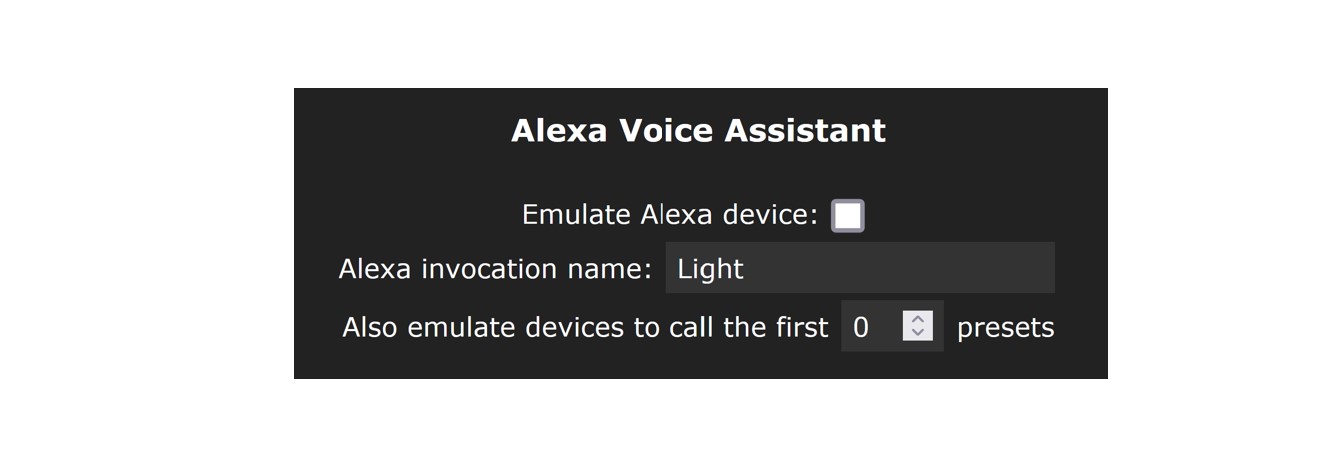 Alexa Voice Assistant
Emulate Alexa device:
Alexa invocation name: Light
Also emulate devices to call the first 0 presets